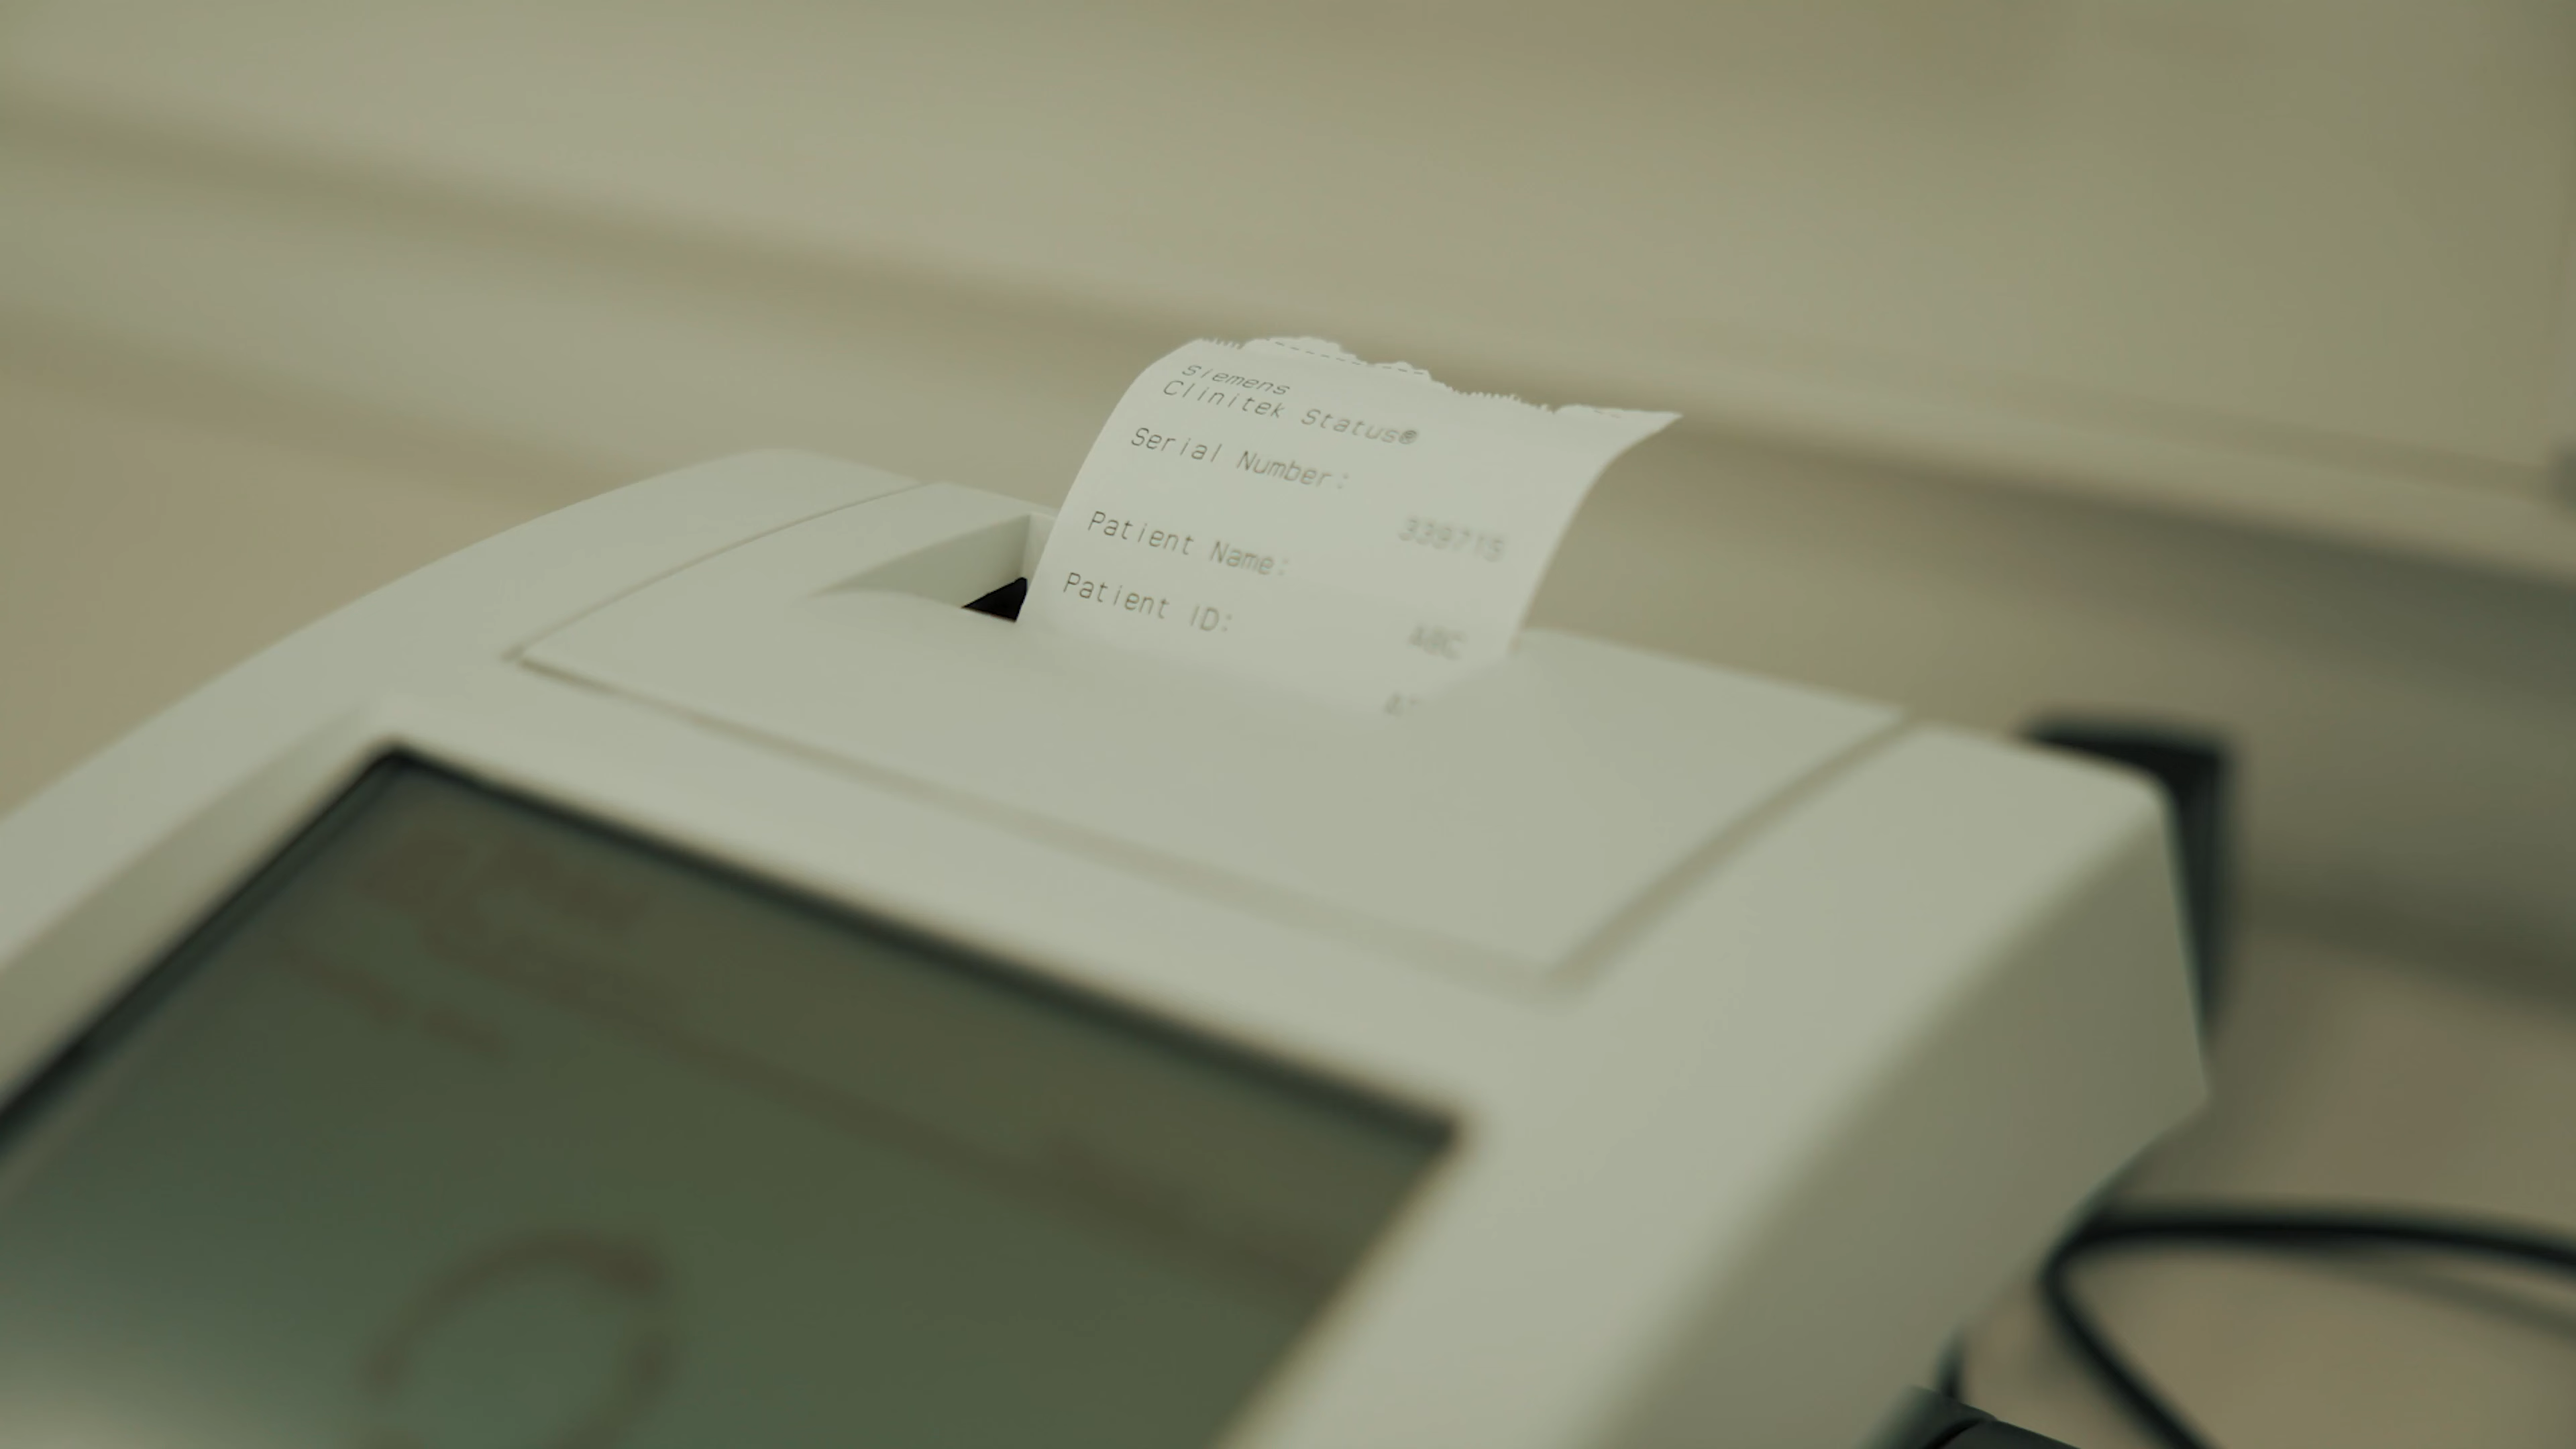 Siemens
Clinitek Status®
Serial Number:
339715
Patient Name:
ABC
Patient ID: